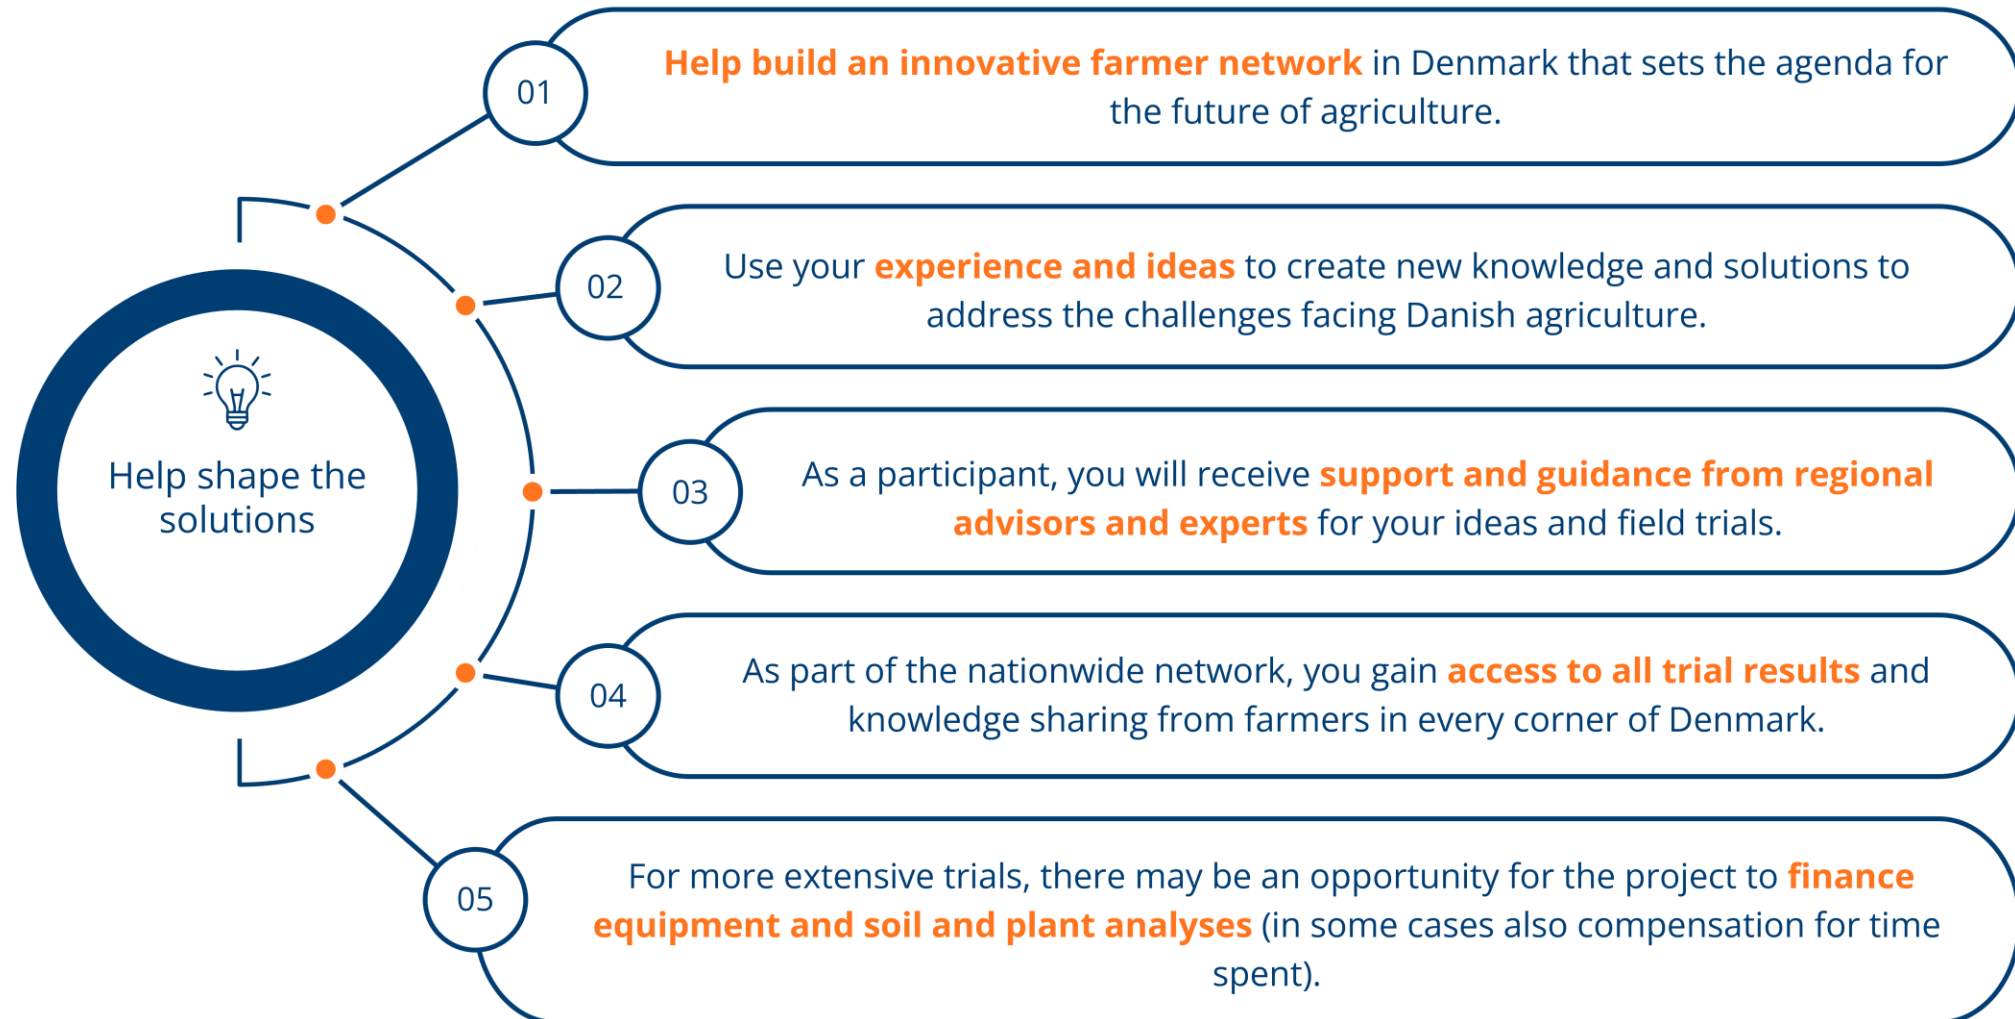 Help shape the
solutions
01
Help build an innovative farmer network in Denmark that sets the agenda for
the future of agriculture.
02
Use your experience and ideas to create new knowledge and solutions to
address the challenges facing Danish agriculture.
03
As a participant, you will receive support and guidance from regional
advisors and experts for your ideas and field trials.
04
As part of the nationwide network, you gain access to all trial results and
knowledge sharing from farmers in every corner of Denmark.
05
For more extensive trials, there may be an opportunity for the project to finance
equipment and soil and plant analyses (in some cases also compensation for time
spent).